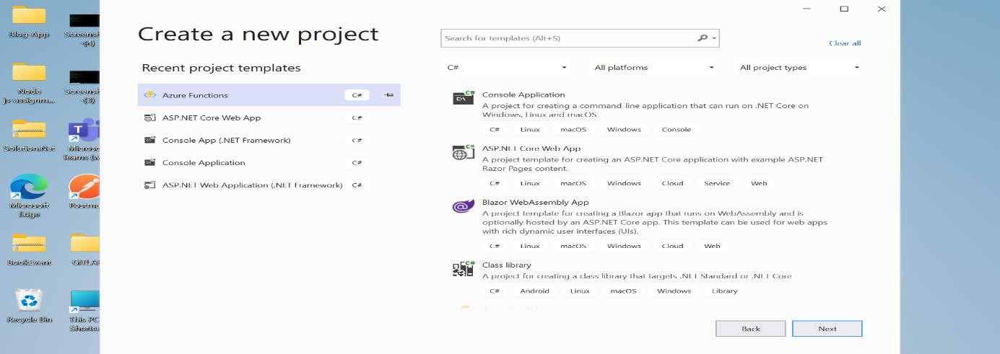 Blog-App
Screensh
-(4)
Node
js-assignm...
Screensh
-(3)
Solution.Net
Microso
Teams (w
Microsoft
Edge
Postma
BookEvent
GITLA
Recycle Bin
This PC
Shortcu
Create a new project
Recent project templates
Azure Functions C#
ASP.NET Core Web App C#
Console App (.NET Framework) C#
Console Application C#
ASP.NET Web Application (.NET Framework) C#
Search for templates (Alt+S)
Clear all
C# All platforms All project types
Console Application
A project for creating a command-line application that can run on .NET Core on
Windows, Linux and macOS
C# Linux macOS Windows Console
ASP.NET Core Web App
A project template for creating an ASP.NET Core application with example ASP.NET
Razor Pages content.
C# Linux macOS Windows Cloud Service Web
Blazor WebAssembly App
A project template for creating a Blazor app that runs on WebAssembly and is
optionally hosted by an ASP.NET Core app. This template can be used for web apps
with rich dynamic user interfaces (UIs).
C# Linux macOS Windows Cloud Web
Class library
A project for creating a class library that targets .NET Standard or .NET Core
C# Android Linux macOS Windows Library
Back Next